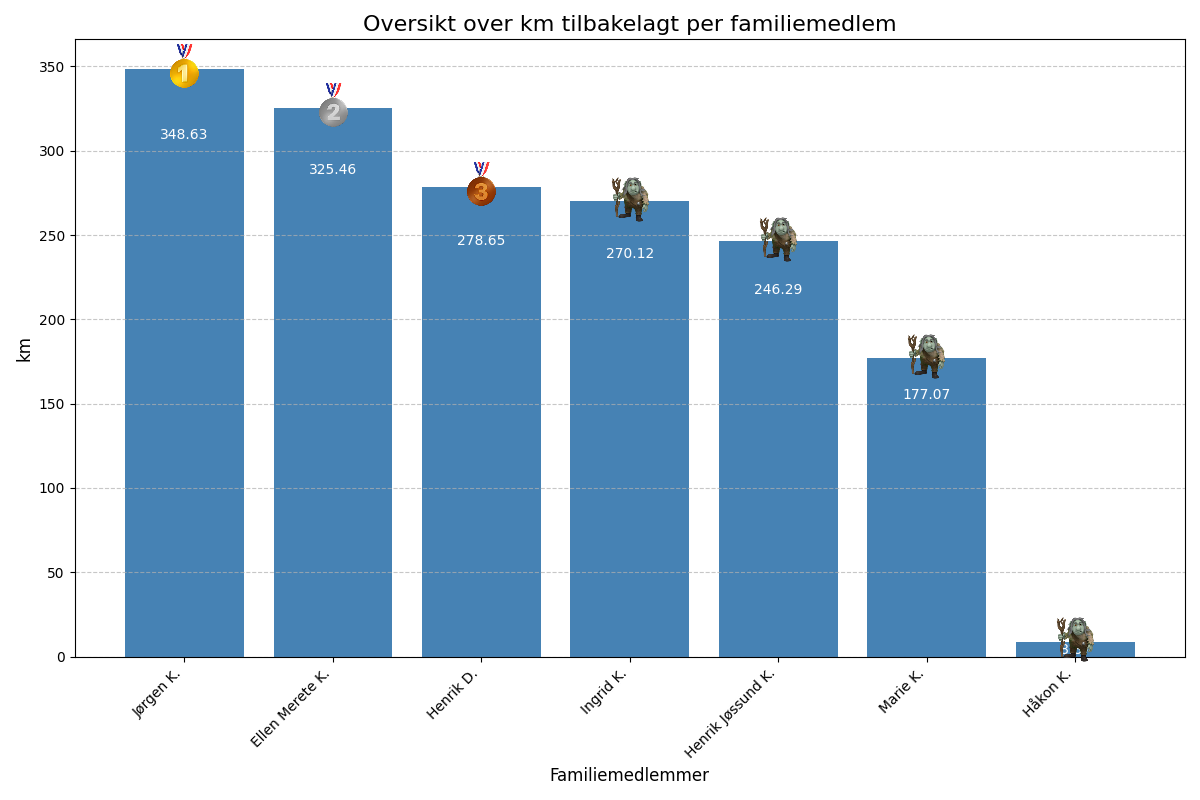 Oversikt over km tilbakelagt per familiemedlem
km
350
300
250
200
150
100
50
0
1
2
3
348.63
325.46
278.65
270.12
246.29
177.07
Jørgen K.
Ellen Merete K.
Henrik D.
Ingrid K.
Henrik Jøssund K.
Marie K.
Håkon K.
Familiemedlemmer